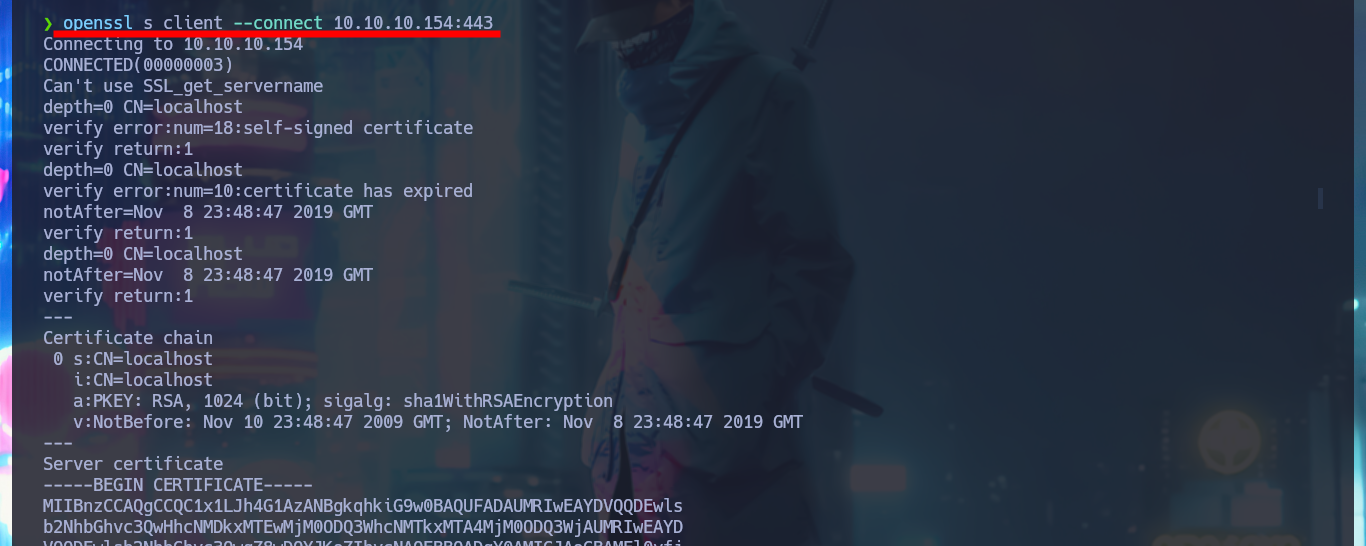 ❯ openssl s_client --connect 10.10.10.154:443
Connecting to 10.10.10.154
CONNECTED(00000003)
Can't use SSL_get_servername
depth=0 CN=localhost
verify error:num=18:self-signed certificate
verify return:1
depth=0 CN=localhost
verify error:num=10:certificate has expired
notAfter=Nov  8 23:48:47 2019 GMT
verify return:1
depth=0 CN=localhost
notAfter=Nov  8 23:48:47 2019 GMT
verify return:1
---
Certificate chain
 0 s:CN=localhost
   i:CN=localhost
   a:PKEY: RSA, 1024 (bit); sigalg: sha1WithRSAEncryption
   v:NotBefore: Nov 10 23:48:47 2009 GMT; NotAfter: Nov  8 23:48:47 2019 GMT
---
Server certificate
-----BEGIN CERTIFICATE-----
MIIBnzCCAQgCCQC1x1LJh4G1AzANBgkqhkiG9w0BAQUFADAUMRIwEAYDVQQDEwls
b2NhbGhvc3QwHhcNMDkxMTEwMjM0ODQ3WhcNMTkxMTA4MjM0ODQ3WjAUMRIwEAYD